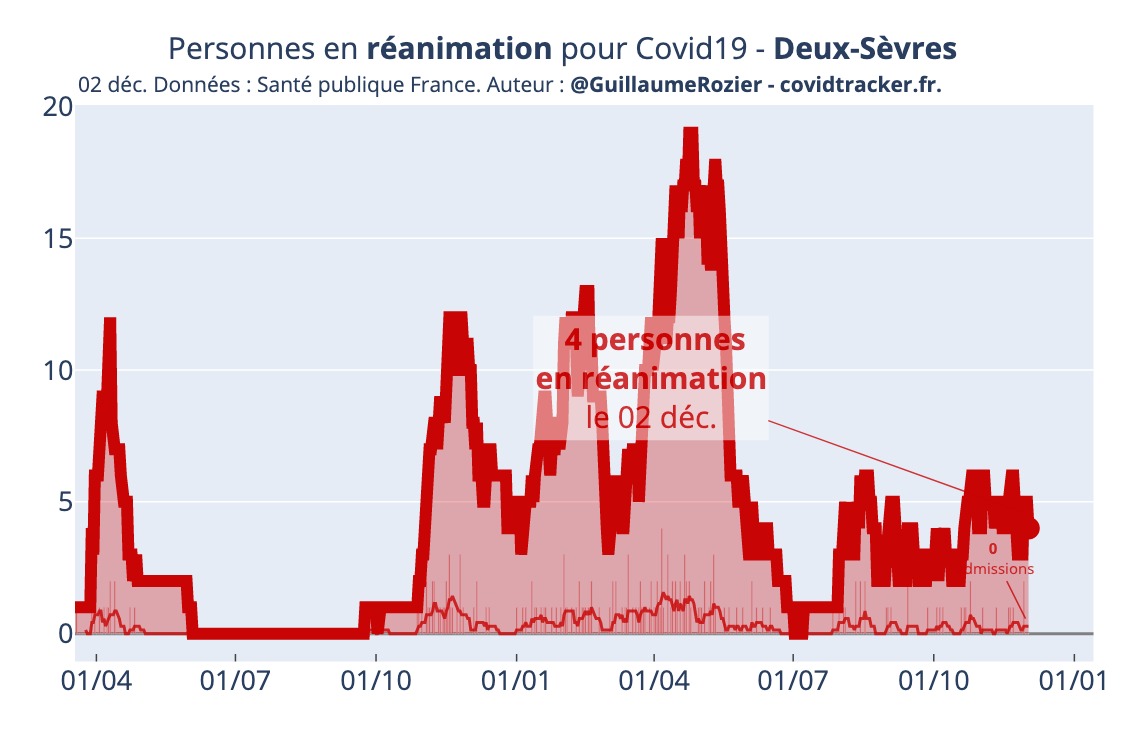 Personnes en réanimation pour Covid19 - Deux-Sèvres
02 déc. Données : Santé publique France. Auteur : @GuillaumeRozier - covidtracker.fr.
20
15
10
5
0
4 personnes
en réanimation
le 02 déc.
0
dmissions
01/04 01/07 01/10 01/01 01/04 01/07 01/10 01/01